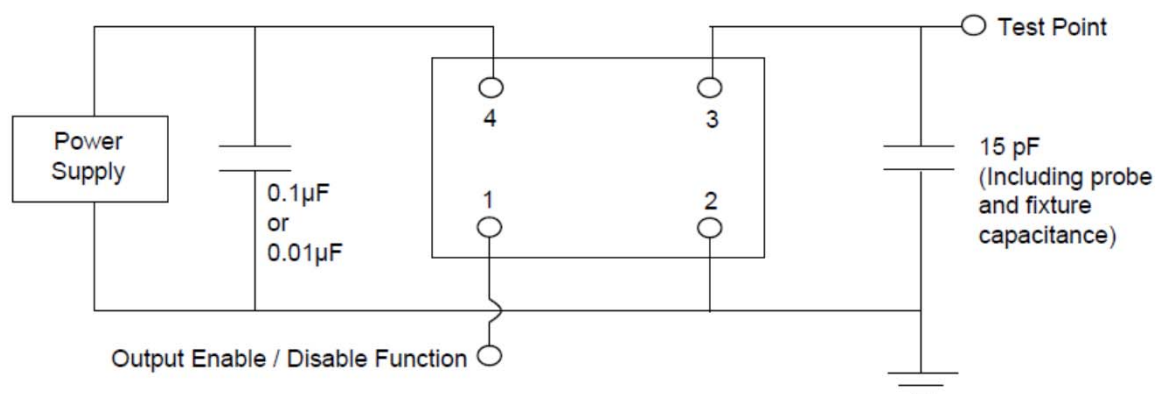 Test Point
4
3
Power
Supply
15 pF
(Including probe
and fixture
capacitance)
0.1µF
or
0.01µF
1
2
Output Enable / Disable Function